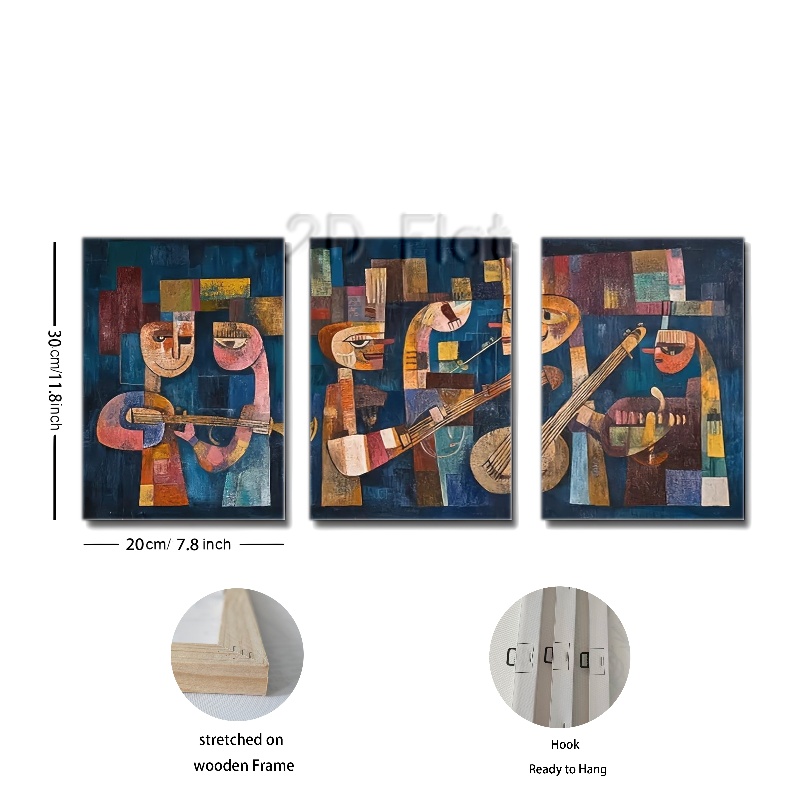 2D Flat
30cm/11.8inch
20cm/ 7.8 inch
stretched on
wooden Frame
Hook
Ready to Hang